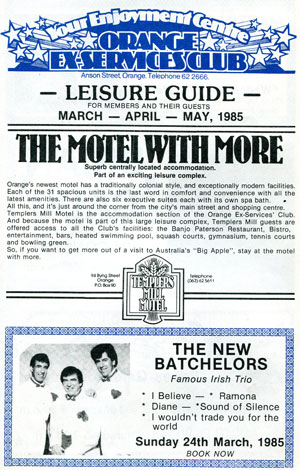 Your Enjoyment Centre
ORANGE
EX-SERVICES CLUB
Anson Street, Orange. Telephone 62 2666.
— LEISURE GUIDE —
FOR MEMBERS AND THEIR GUESTS
MARCH — APRIL — MAY, 1985
THE MOTEL WITH MORE
Superb centrally located accommodation.
Part of an exciting leisure complex.
Orange's newest motel has a traditionally colonial style, and exceptionally modern facilities.
Each of the 31 spacious units is the last word in comfort and convenience with all the
latest amenities. There are also six executive suites each with its own spa bath.
All this, and it's just around the corner from the city's main street and shopping centre.
Templers Mill Motel is the accommodation section of the Orange Ex-Services' Club.
And because the motel is part of this large leisure complex, Templers Mill guests are
offered access to all the Club's facilities: the Banjo Paterson Restaurant, Bistro,
entertainment, bars, heated swimming pool, squash courts, gymnasium, tennis courts
and bowling green.
So, if you want to get more out of a visit to Australia's "Big Apple", stay at the motel
with more.
94 Byng Street
Orange
P.O. Box 90
TEMPLERS
MILL
MOTEL
Telephone
(063) 62 5611
THE NEW
BATCHELORS
Famous Irish Trio
* I Believe — * Ramona
* Diane — *Sound of Silence
* I wouldn't trade you for the
world
Sunday 24th March, 1985
BOOK NOW